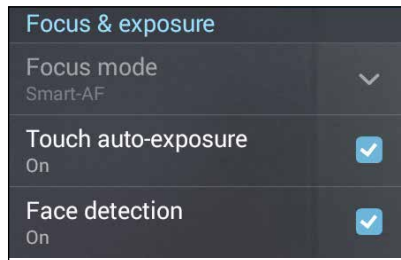 Focus & exposure
Focus mode
Smart-AF
Touch auto-exposure
On
Face detection
On